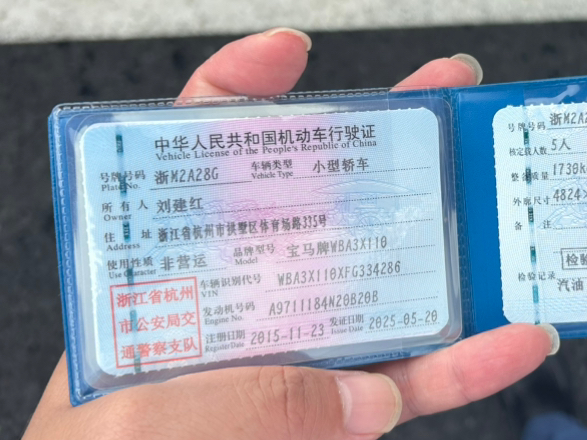 中华人民共和国机动车行驶证
Vehicle License of the People's Republic of China
号牌号码 浙M2A28G 车辆类型 小型轿车
Plate No. Vehicle Type
所有人 刘建红
Owner
住址 浙江省杭州市拱墅区体育场路335号
Address
使用性质 非营运 品牌型号 宝马牌WBA3X110
Use Character Model
浙江省杭州
市公安局交
通警察支队
车辆识别代号 WBA3X110XFG334286
VIN
发动机号码 A9711184N20B20B
Engine No.
注册日期 2015-11-23 发证日期 2025-05-20
Register Date Issue Date
号牌号码 浙M2A2
核定载人数 5人
整备质量 1730k
外廓尺寸 4824×
备注
检验
检验记录
汽油